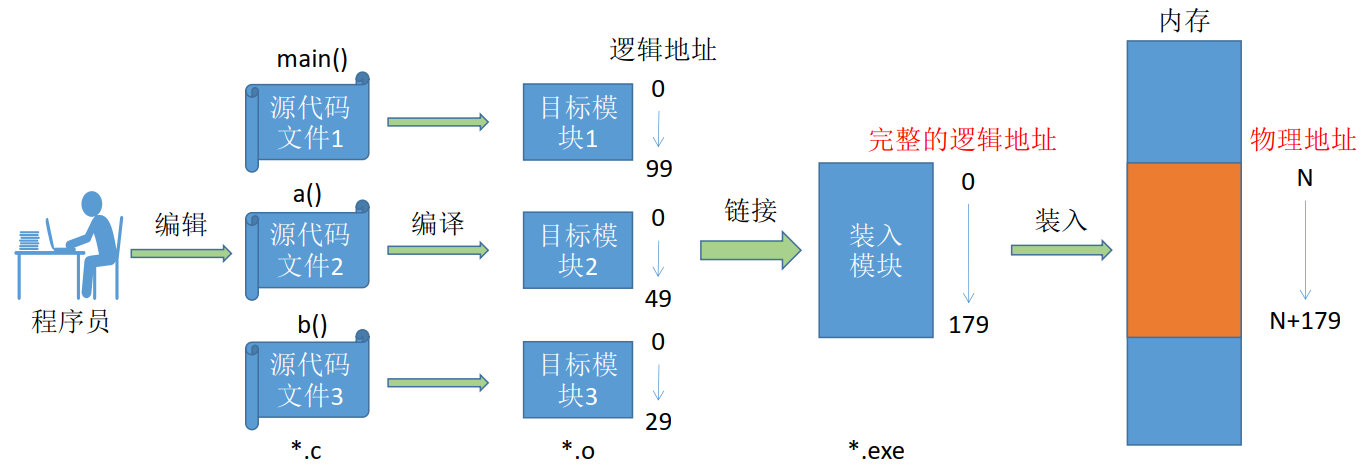 内存
main()
逻辑地址
源代码
文件1
目标模
块1
0
99
完整的逻辑地址
物理地址
编辑
a()
源代码
文件2
编译
目标模
块2
0
49
链接
装入
模块
0
179
装入
N
N+179
程序员
b()
源代码
文件3
目标模
块3
0
29
*.c
*.o
*.exe